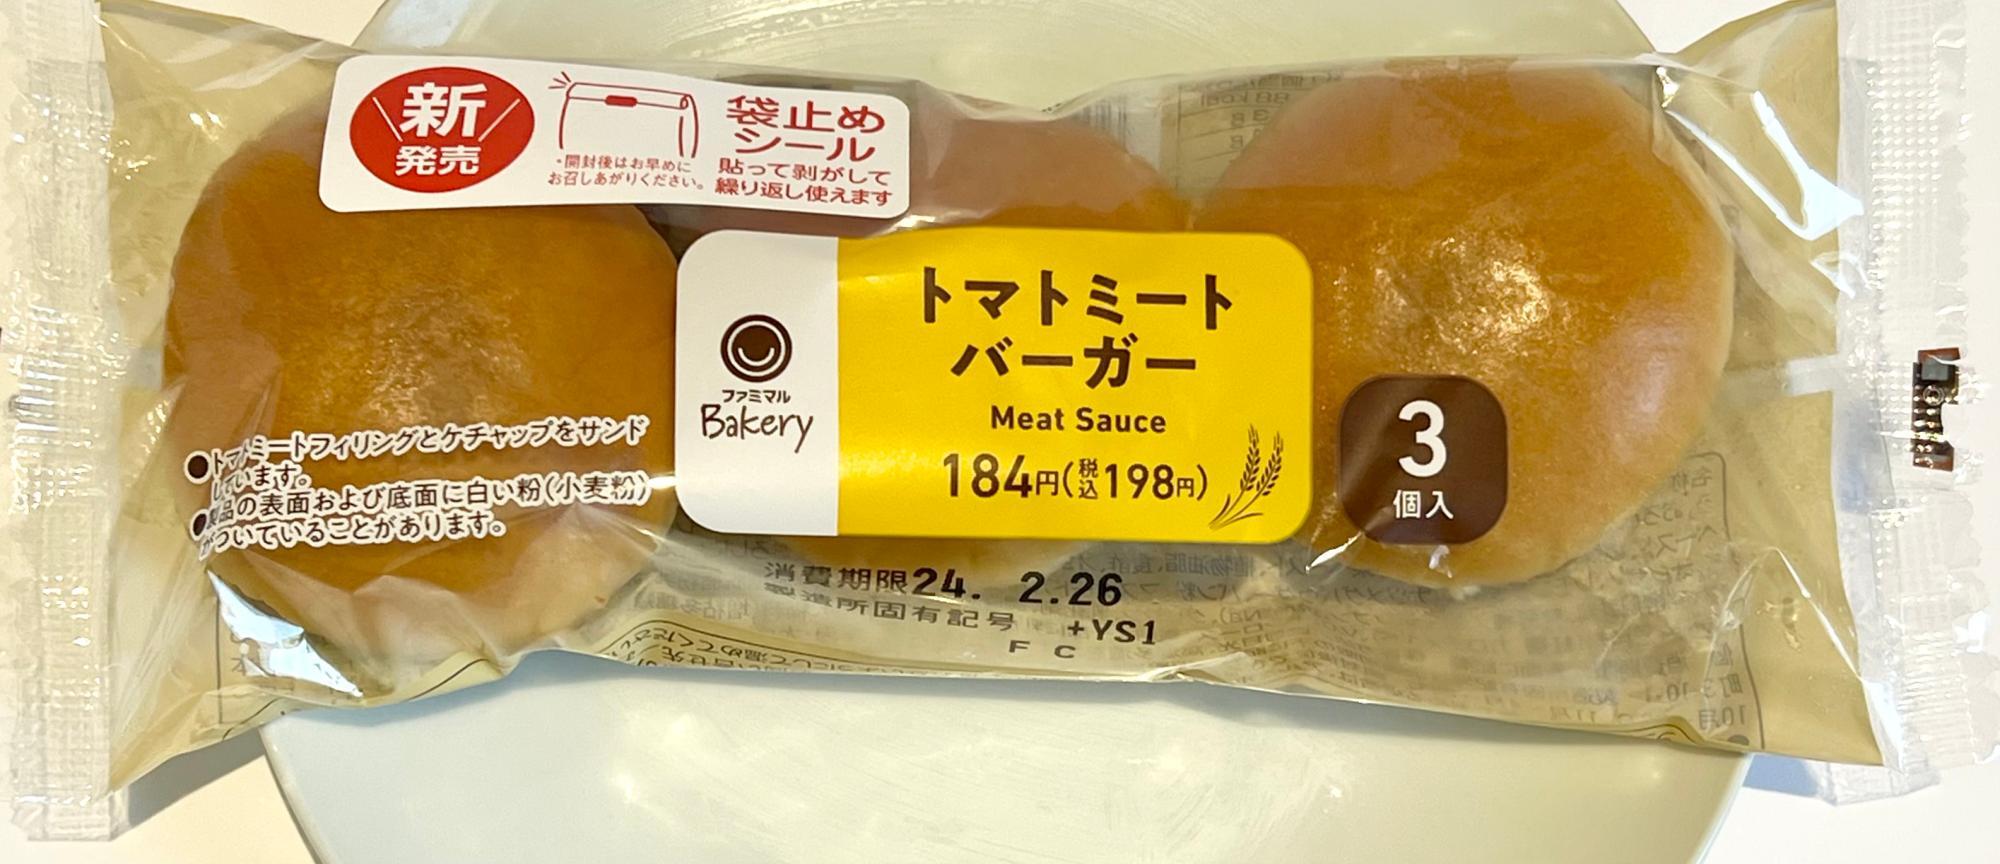 新
発売
・開封後はお早めに
お召しあがりください。
袋止め
シール
貼って剥がして
繰り返し使えます
ファミマル
Bakery
トマトミート
バーガー
Meat Sauce
184円(税込198円)
3
個入
●トマトミートフィリングとケチャップをサンド
しています。
●製品の表面および底面に白い粉(小麦粉)
がついていることがあります。
消費期限24. 2.26
製造所固有記号 +YS1
F C